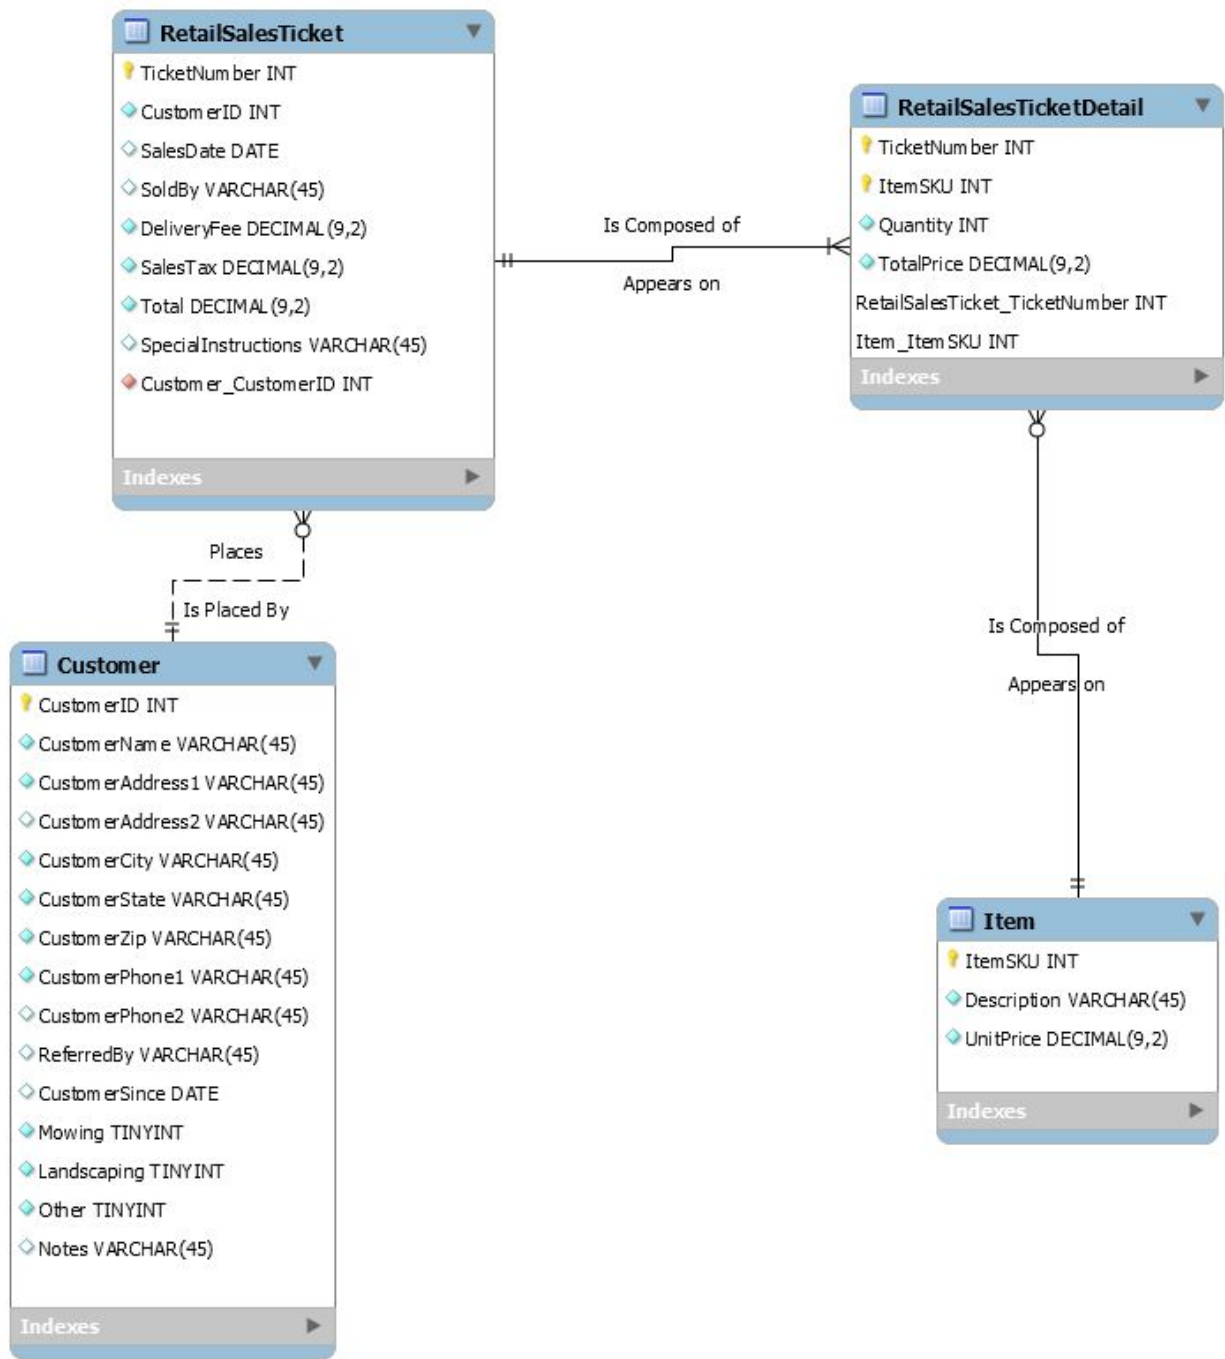 RetailSalesTicket
TicketNumber INT
CustomerID INT
SalesDate DATE
SoldBy VARCHAR(45)
DeliveryFee DECIMAL(9,2)
SalesTax DECIMAL(9,2)
Total DECIMAL(9,2)
SpecialInstructions VARCHAR(45)
Customer_CustomerID INT
Indexes
Is Composed of
Appears on
RetailSalesTicketDetail
TicketNumber INT
ItemSKU INT
Quantity INT
TotalPrice DECIMAL(9,2)
RetailSalesTicket_TicketNumber INT
Item_ItemSKU INT
Indexes
Places
Is Placed By
Customer
CustomerID INT
CustomerName VARCHAR(45)
CustomerAddress1 VARCHAR(45)
CustomerAddress2 VARCHAR(45)
CustomerCity VARCHAR(45)
CustomerState VARCHAR(45)
CustomerZip VARCHAR(45)
CustomerPhone1 VARCHAR(45)
CustomerPhone2 VARCHAR(45)
ReferredBy VARCHAR(45)
CustomerSince DATE
Mowing TINYINT
Landscaping TINYINT
Other TINYINT
Notes VARCHAR(45)
Indexes
Is Composed of
Appears on
Item
ItemSKU INT
Description VARCHAR(45)
UnitPrice DECIMAL(9,2)
Indexes